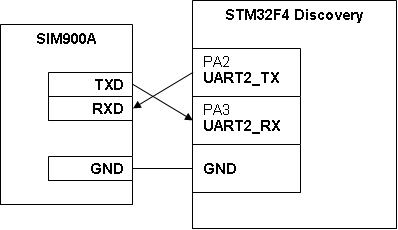 SIM900A
TXD
RXD
GND
STM32F4 Discovery
PA2
UART2_TX
PA3
UART2_RX
GND